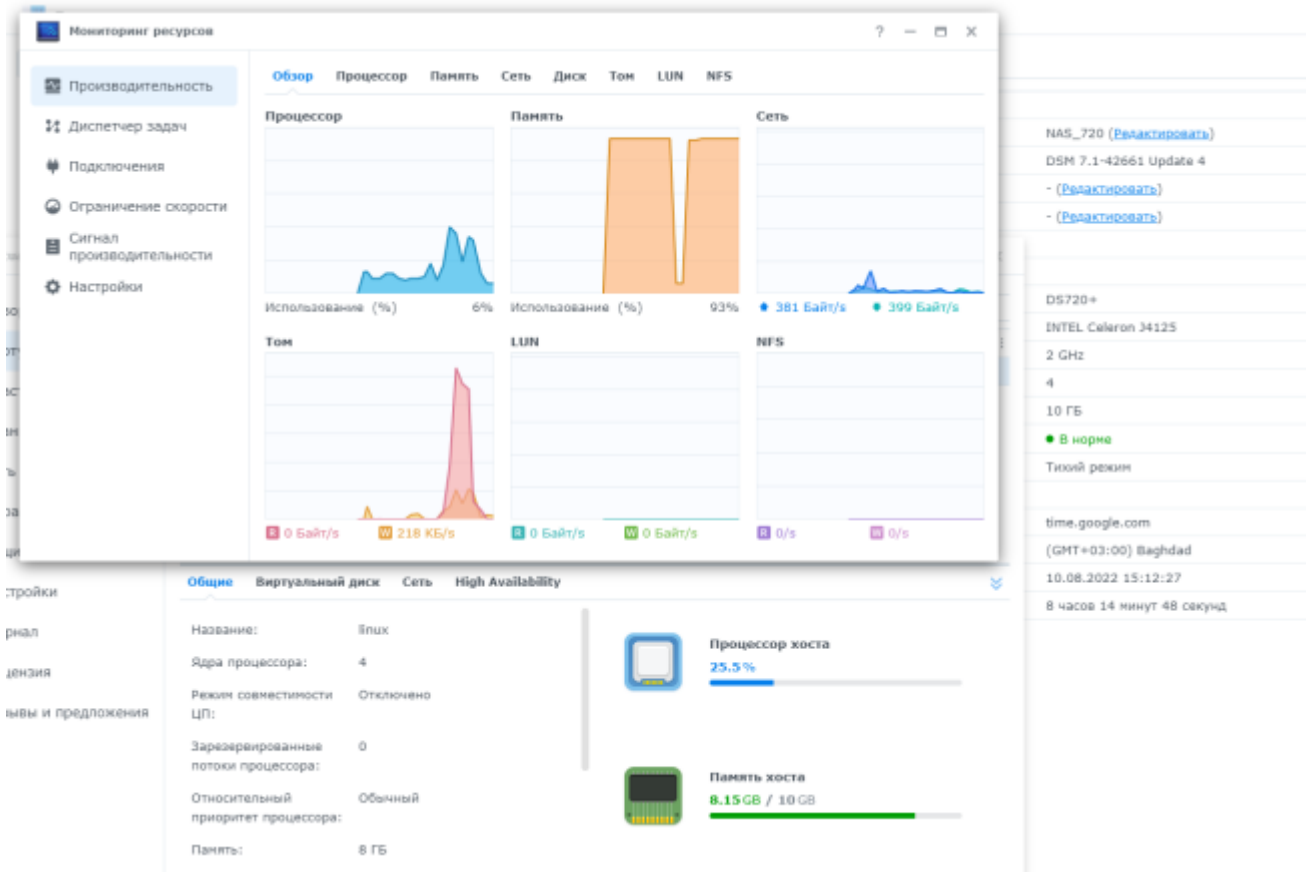 Мониторинг ресурсов
?
Производительность
Диспетчер задач
Подключения
Ограничение скорости
Сигнал
производительности
Настройки
Обзор Процессор Память Сеть Диск Том LUN NFS
Процессор
Использование (%) 6%
Память
Использование (%) 93%
Сеть
381 Байт/s 399 Байт/s
Том
R 0 Байт/s W 218 КБ/s
LUN
R 0 Байт/s W 0 Байт/s
NFS
R 0/s W 0/s
NAS_720 (Редактировать)
DSM 7.1-42661 Update 4
- (Редактировать)
- (Редактировать)
DS720+
INTEL Celeron J4125
2 GHz
4
10 ГБ
В норме
Тихий режим
time.google.com
(GMT+03:00) Baghdad
10.08.2022 15:12:27
8 часов 14 минут 48 секунд
стройки
рнал
цензия
зывы и предложения
Общие Виртуальный диск Сеть High Availability
Название: linux
Ядра процессора: 4
Режим совместимости Отключено
ЦП:
Зарезервированные 0
потоки процессора:
Относительный Обычный
приоритет процессора:
Память: 8 ГБ
Процессор хоста
25.5 %
Память хоста
8.15 GB / 10 GB